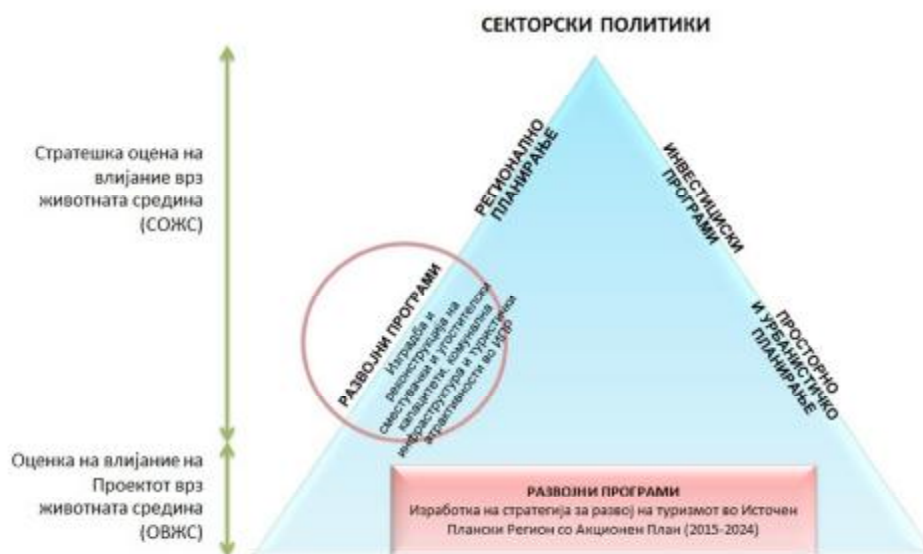 СЕКТОРСКИ ПОЛИТИКИ
Стратешка оцена на
влијание врз
животната средина
(СОЖС)
РЕГИОНАЛНО
ПЛАНИРАЊЕ
ИНВЕСТИЦИСКИ
ПРОГРАМИ
РАЗВОЈНИ ПРОГРАМИ
Изградба и
реконструкција на
сместувачки и угостителски
капацитети, комунална
инфраструктура и туристички
атрактивности во ИПР
ПРОСТОРНО
И УРБАНИСТИЧКО
ПЛАНИРАЊЕ
Оценка на влијание на
Проектот врз
животната средина
(ОВЖС)
РАЗВОЈНИ ПРОГРАМИ
Изработка на стратегија за развој на туризмот во Источен
Плански Регион со Акционен План (2015-2024)